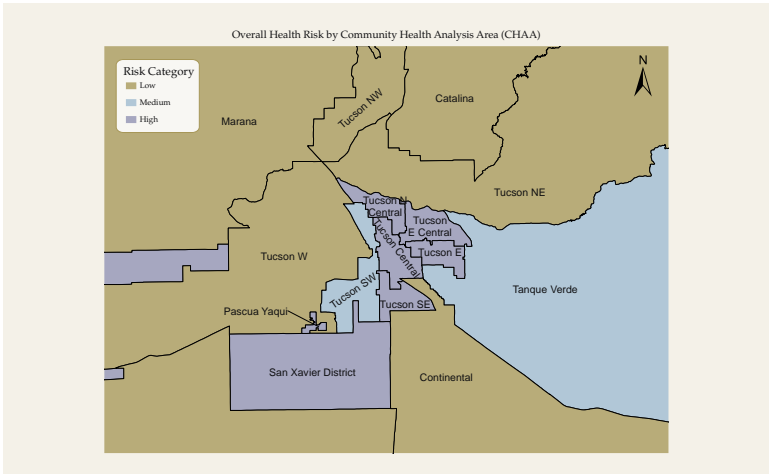 Overall Health Risk by Community Health Analysis Area (CHAA)
Risk Category
Low
Medium
High
N
Marana
Tucson NW
Catalina
Tucson NE
Tucson N
Central
Tucson
E Central
Tucson E
Tucson Central
Tucson W
Tucson SW
Tanque Verde
Pascua Yaqui
Tucson SE
San Xavier District
Continental